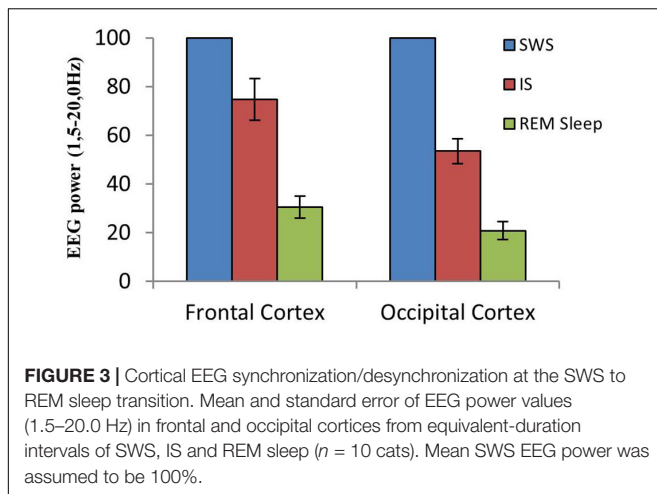 100
80
60
40
20
0
EEG power (1,5-20,0Hz)
SWS
IS
REM Sleep
Frontal Cortex
Occipital Cortex
FIGURE 3 | Cortical EEG synchronization/desynchronization at the SWS to
REM sleep transition. Mean and standard error of EEG power values
(1.5–20.0 Hz) in frontal and occipital cortices from equivalent-duration
intervals of SWS, IS and REM sleep (n = 10 cats). Mean SWS EEG power was
assumed to be 100%.